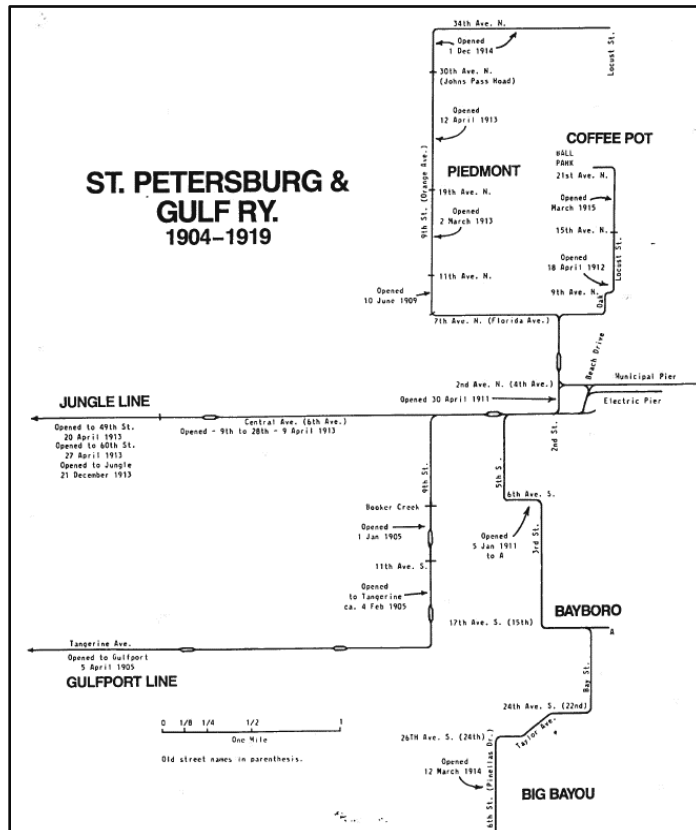 34th Ave. N.
Opened
1 Dec 1914
Locust St.
30th Ave. N.
(Johns Pass Road)
Opened
12 April 1913
9th St. (Orange Ave.)
PIEDMONT
19th Ave. N.
Opened
2 March 1913
11th Ave. N.
Opened
10 June 1909
7th Ave. N. (Florida Ave.)
COFFEE POT
BALL
PARK
21st Ave. N.
Opened
March 1915
15th Ave. N.
Locust St.
Opened
18 April 1912
9th Ave. N.
Oak
ST. PETERSBURG &
GULF RY.
1904–1919
Beach Drive
2nd Ave. N. (4th Ave.)
Municipal Pier
Electric Pier
Opened 30 April 1911
2nd St.
JUNGLE LINE
Opened to 49th St.
20 April 1913
Opened to 60th St.
27 April 1913
Opened to Jungle
21 December 1913
Central Ave. (6th Ave.)
Opened - 9th to 28th - 9 April 1913
9th St.
5th S.
6th Ave. S.
Booker Creek
Opened
1 Jan 1905
Opened
5 Jan 1911
to A
3rd St.
11th Ave. S.
Opened
to Tangerine
ca. 4 Feb 1905
17th Ave. S. (15th)
BAYBORO
A
Tangerine Ave.
Opened to Gulfport
5 April 1905
GULFPORT LINE
Bay St.
24th Ave. S. (22nd)
Taylor Ave.
26TH Ave. S. (24th)
Opened
12 March 1914
6th St. (Pinellas Dr.)
BIG BAYOU
0 1/8 1/4 1/2 1
One Mile
Old street names in parenthesis.